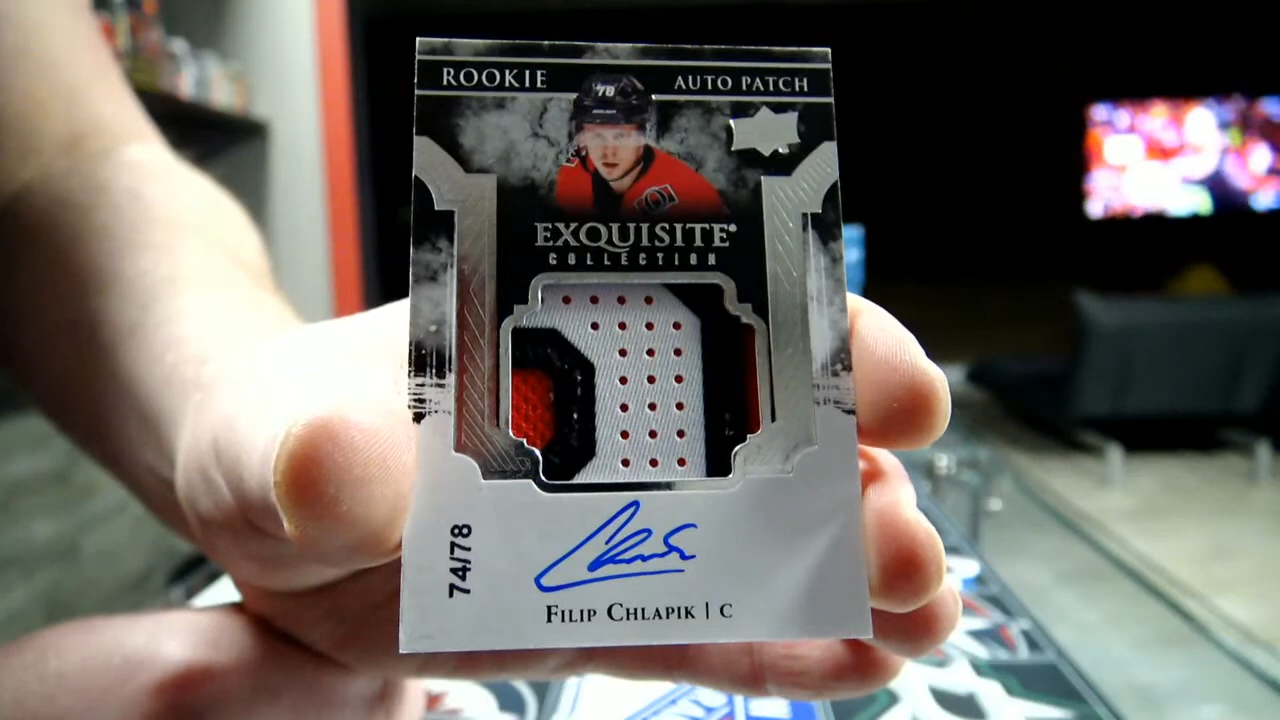 ROOKIE AUTO PATCH
78
EXQUISITE
COLLECTION
74/78
FILIP CHLAPIK | C